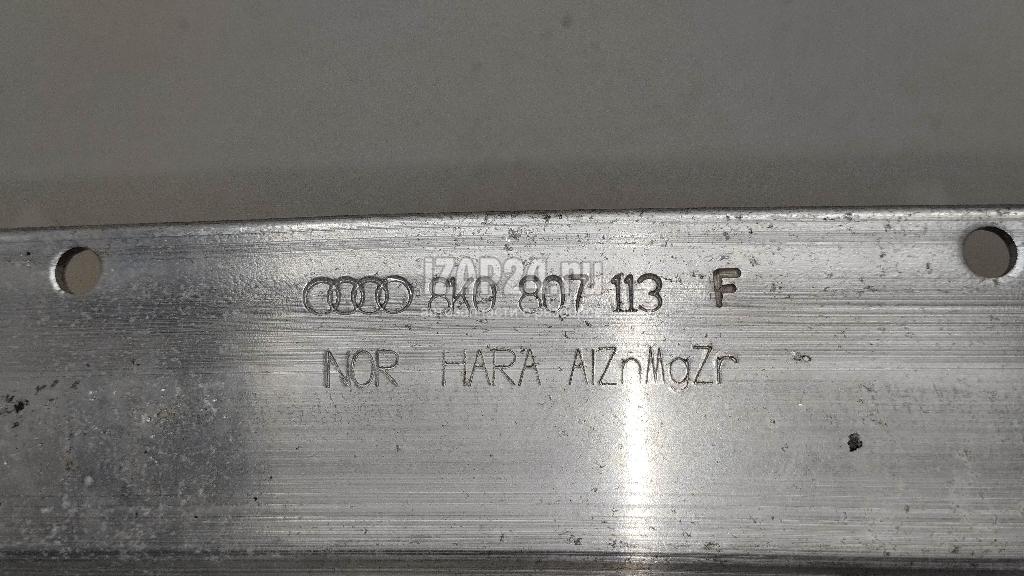 8K0 807 113 F
NOR HARA AlZnMgZr
IZAP24.ru